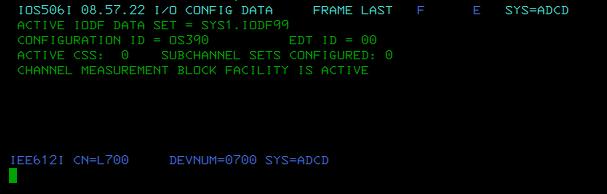 IOS506I 08.57.22 I/O CONFIG DATA FRAME LAST F E SYS=ADCD
ACTIVE IODF DATA SET = SYS1.IODF99
CONFIGURATION ID = OS390 EDT ID = 00
ACTIVE CSS: 0 SUBCHANNEL SETS CONFIGURED: 0
CHANNEL MEASUREMENT BLOCK FACILITY IS ACTIVE
IEE612I CN=L700 DEVNUM=0700 SYS=ADCD